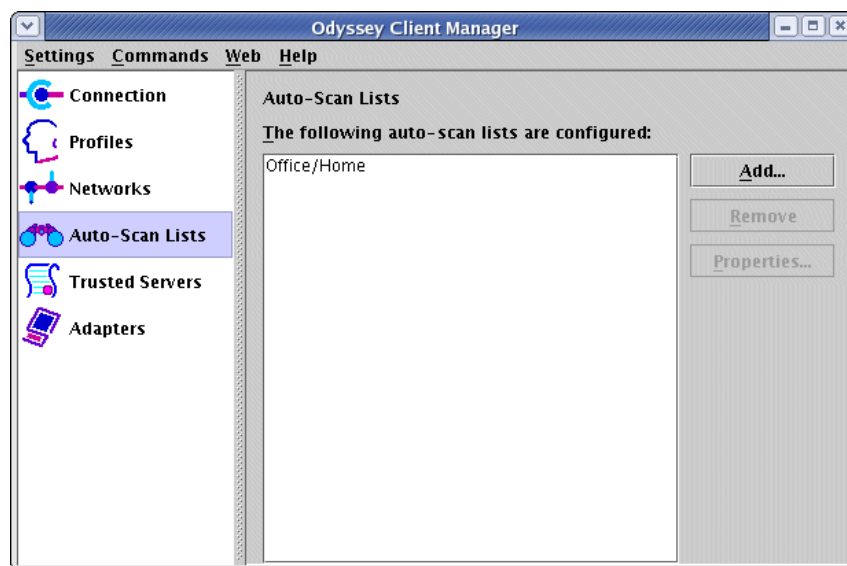 Odyssey Client Manager
Settings Commands Web Help
Connection
Profiles
Networks
Auto-Scan Lists
Trusted Servers
Adapters
Auto-Scan Lists
The following auto-scan lists are configured:
Office/Home
Add...
Remove
Properties...